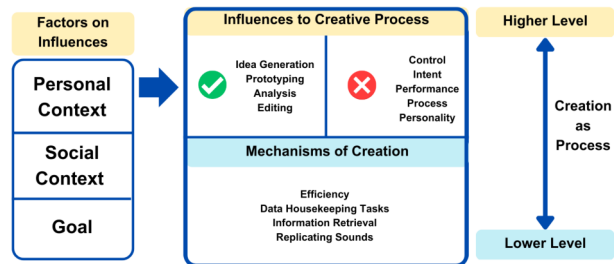 Factors on
Influences
Personal
Context
Social
Context
Goal
Influences to Creative Process
Idea Generation
Prototyping
Analysis
Editing
Control
Intent
Performance
Process
Personality
Mechanisms of Creation
Efficiency
Data Housekeeping Tasks
Information Retrieval
Replicating Sounds
Higher Level
Creation
as
Process
Lower Level